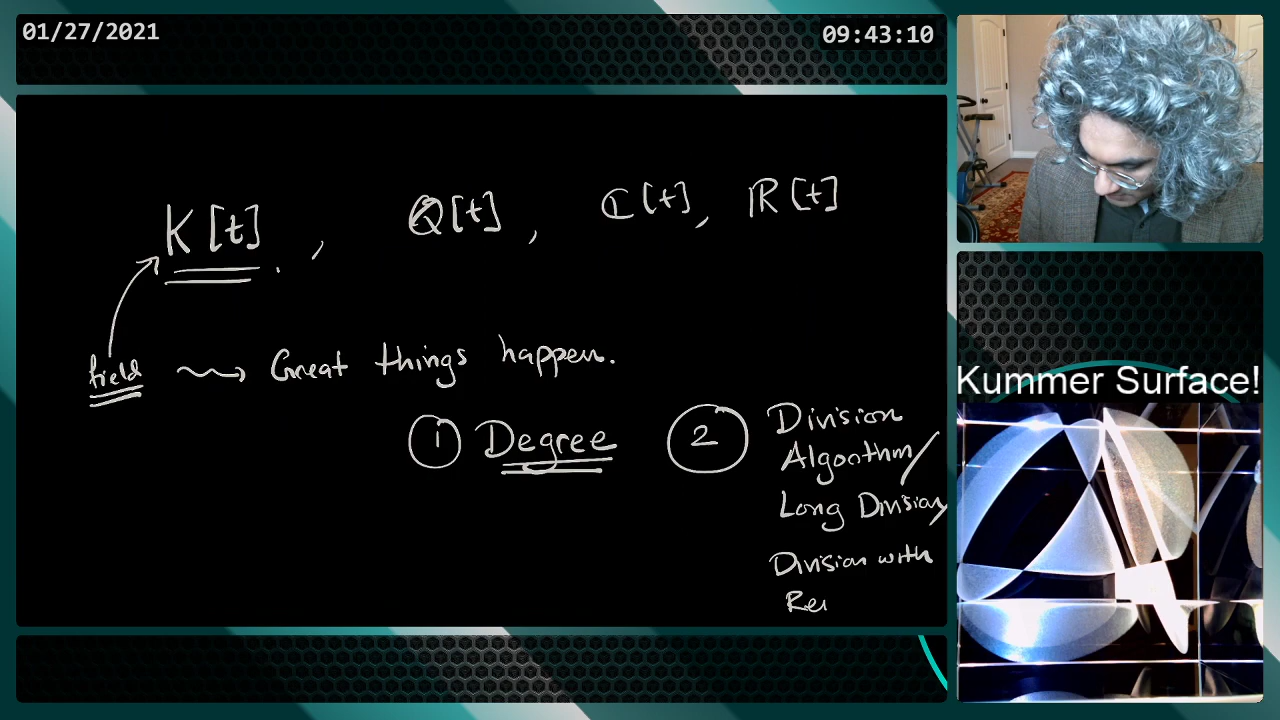 01/27/2021
09:43:10
K[t], Q[t], C[t], R[t]
field ⟿ Great things happen.
① Degree
② Division
Algorithm/
Long Division/
Division with
Re
Kummer Surface!